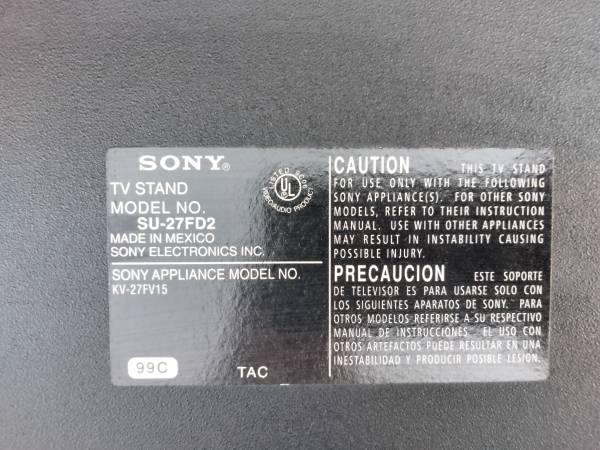 SONY®
TV STAND
MODEL NO.
SU-27FD2
MADE IN MEXICO
SONY ELECTRONICS INC.
LISTED 6C06
UL
VIDEO/AUDIO PRODUCT
SONY APPLIANCE MODEL NO.
KV-27FV15
99C
TAC
CAUTION THIS TV STAND
FOR USE ONLY WITH THE FOLLOWING
SONY APPLIANCE(S). FOR OTHER SONY
MODELS, REFER TO THEIR INSTRUCTION
MANUAL. USE WITH OTHER APPLIANCES
MAY RESULT IN INSTABILITY CAUSING
POSSIBLE INJURY.
PRECAUCION ESTE SOPORTE
DE TELEVISOR ES PARA USARSE SOLO CON
LOS SIGUIENTES APARATOS DE SONY. PARA
OTROS MODELOS REFERIRSE A SU RESPECTIVO
MANUAL DE INSTRUCCIONES. EL USO CON
OTROS ARTEFACTOS PUEDE RESULTAR EN UNA
INESTABILIDAD Y PRODUCIR POSIBLE LESION.